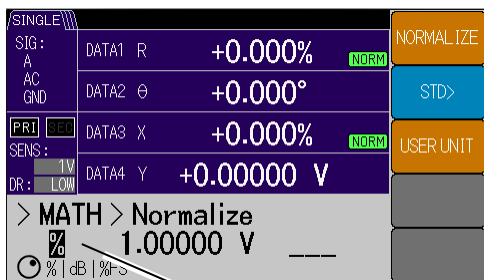 SINGLE
SIG:
A
AC
GND
PRI SEC
SENS:
1V
DR: LOW
DATA1 R +0.000% NORM
DATA2 θ +0.000°
DATA3 X +0.000% NORM
DATA4 Y +0.00000 V
> MATH > Normalize
% 1.00000 V ___
% | dB | %FS
NORMALIZE
STD>
USER UNIT